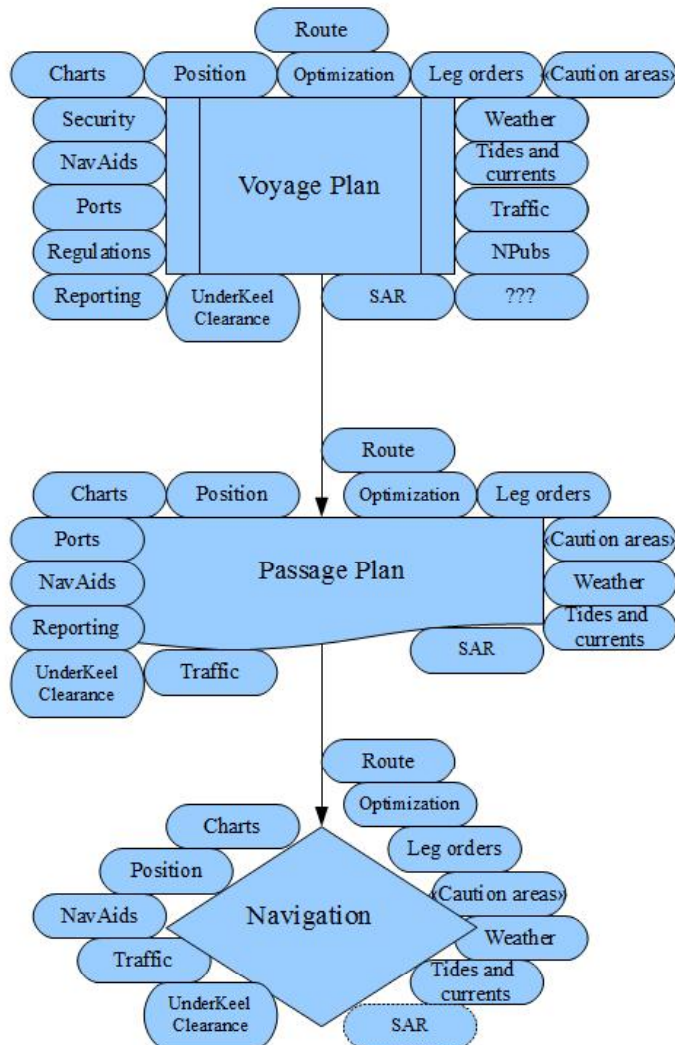 Route
Charts Position Optimization Leg orders «Caution areas»
Security Weather
NavAids Tides and
currents
Voyage Plan
Ports Traffic
Regulations NPubs
Reporting UnderKeel
Clearance SAR ???
Route
Charts Position Optimization Leg orders
Ports «Caution areas»
Passage Plan
NavAids Weather
Reporting Tides and
currents
SAR
UnderKeel
Clearance Traffic
Route
Optimization
Charts
Leg orders
Position
«Caution areas»
NavAids
Navigation
Weather
Traffic
Tides and
currents
UnderKeel
Clearance
SAR